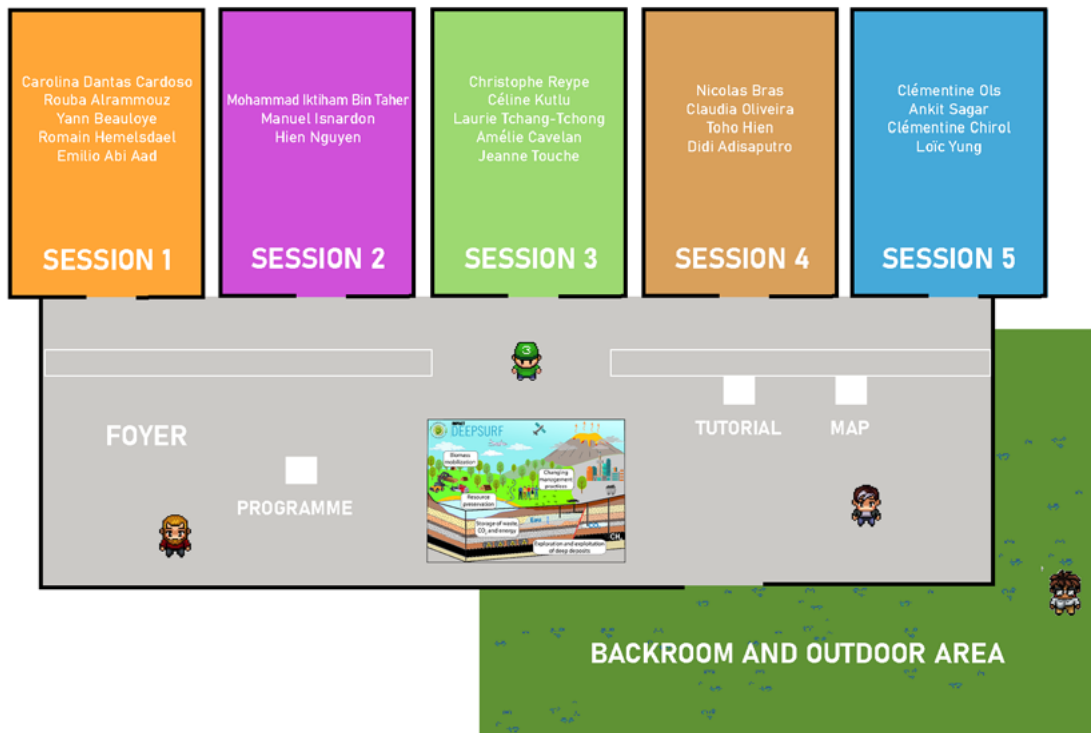 Carolina Dantas Cardoso
Rouba Alrammouz
Yann Beauloye
Romain Hemelsdael
Emilio Abi Aad
SESSION 1
Mohammad Iktiham Bin Taher
Manuel Isnardon
Hien Nguyen
SESSION 2
Christophe Reype
Céline Kutlu
Laurie Tchang-Tchong
Amélie Cavelan
Jeanne Touche
SESSION 3
Nicolas Bras
Claudia Oliveira
Toho Hien
Didi Adisaputro
SESSION 4
Clémentine Ols
Ankit Sagar
Clémentine Chirol
Loïc Yung
SESSION 5
FOYER
PROGRAMME
IMPACT
DEEPSURF
Biomass
mobilization
Changing
management
practices
Resource
preservation
Storage of waste,
CO2 and energy
Exploration and exploitation
of deep deposits
CH4
TUTORIAL
MAP
BACKROOM AND OUTDOOR AREA